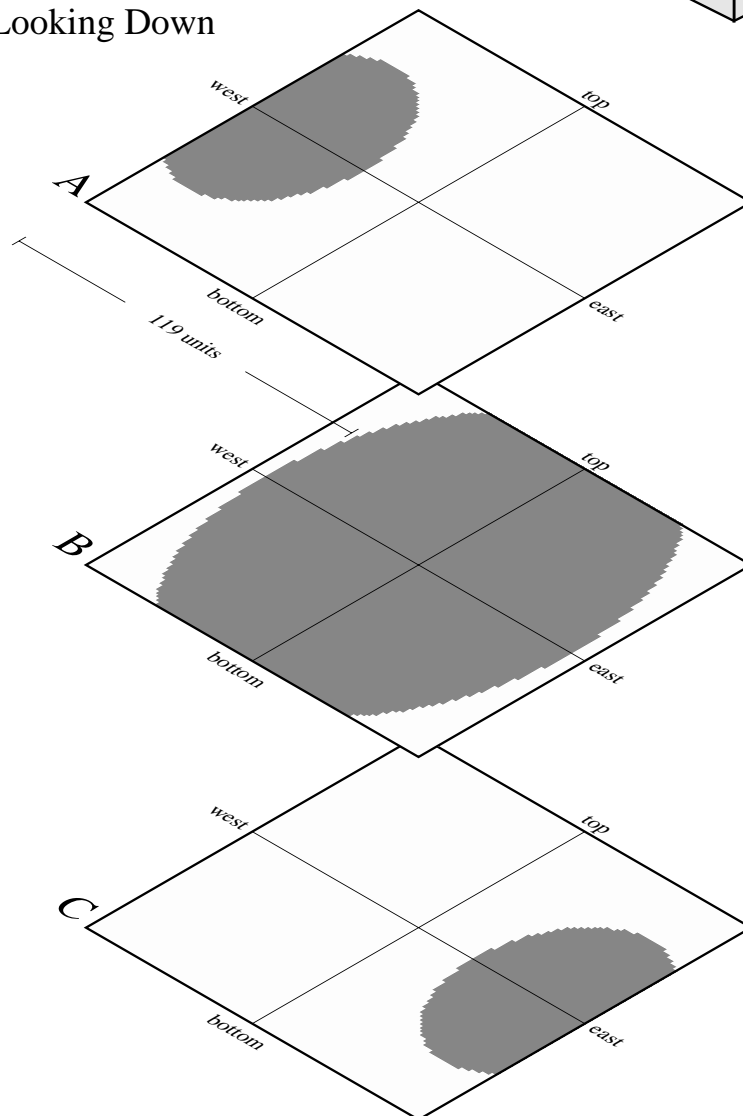 Looking Down
west
top
A
bottom
east
119 units
west
top
B
bottom
east
west
top
C
bottom
east